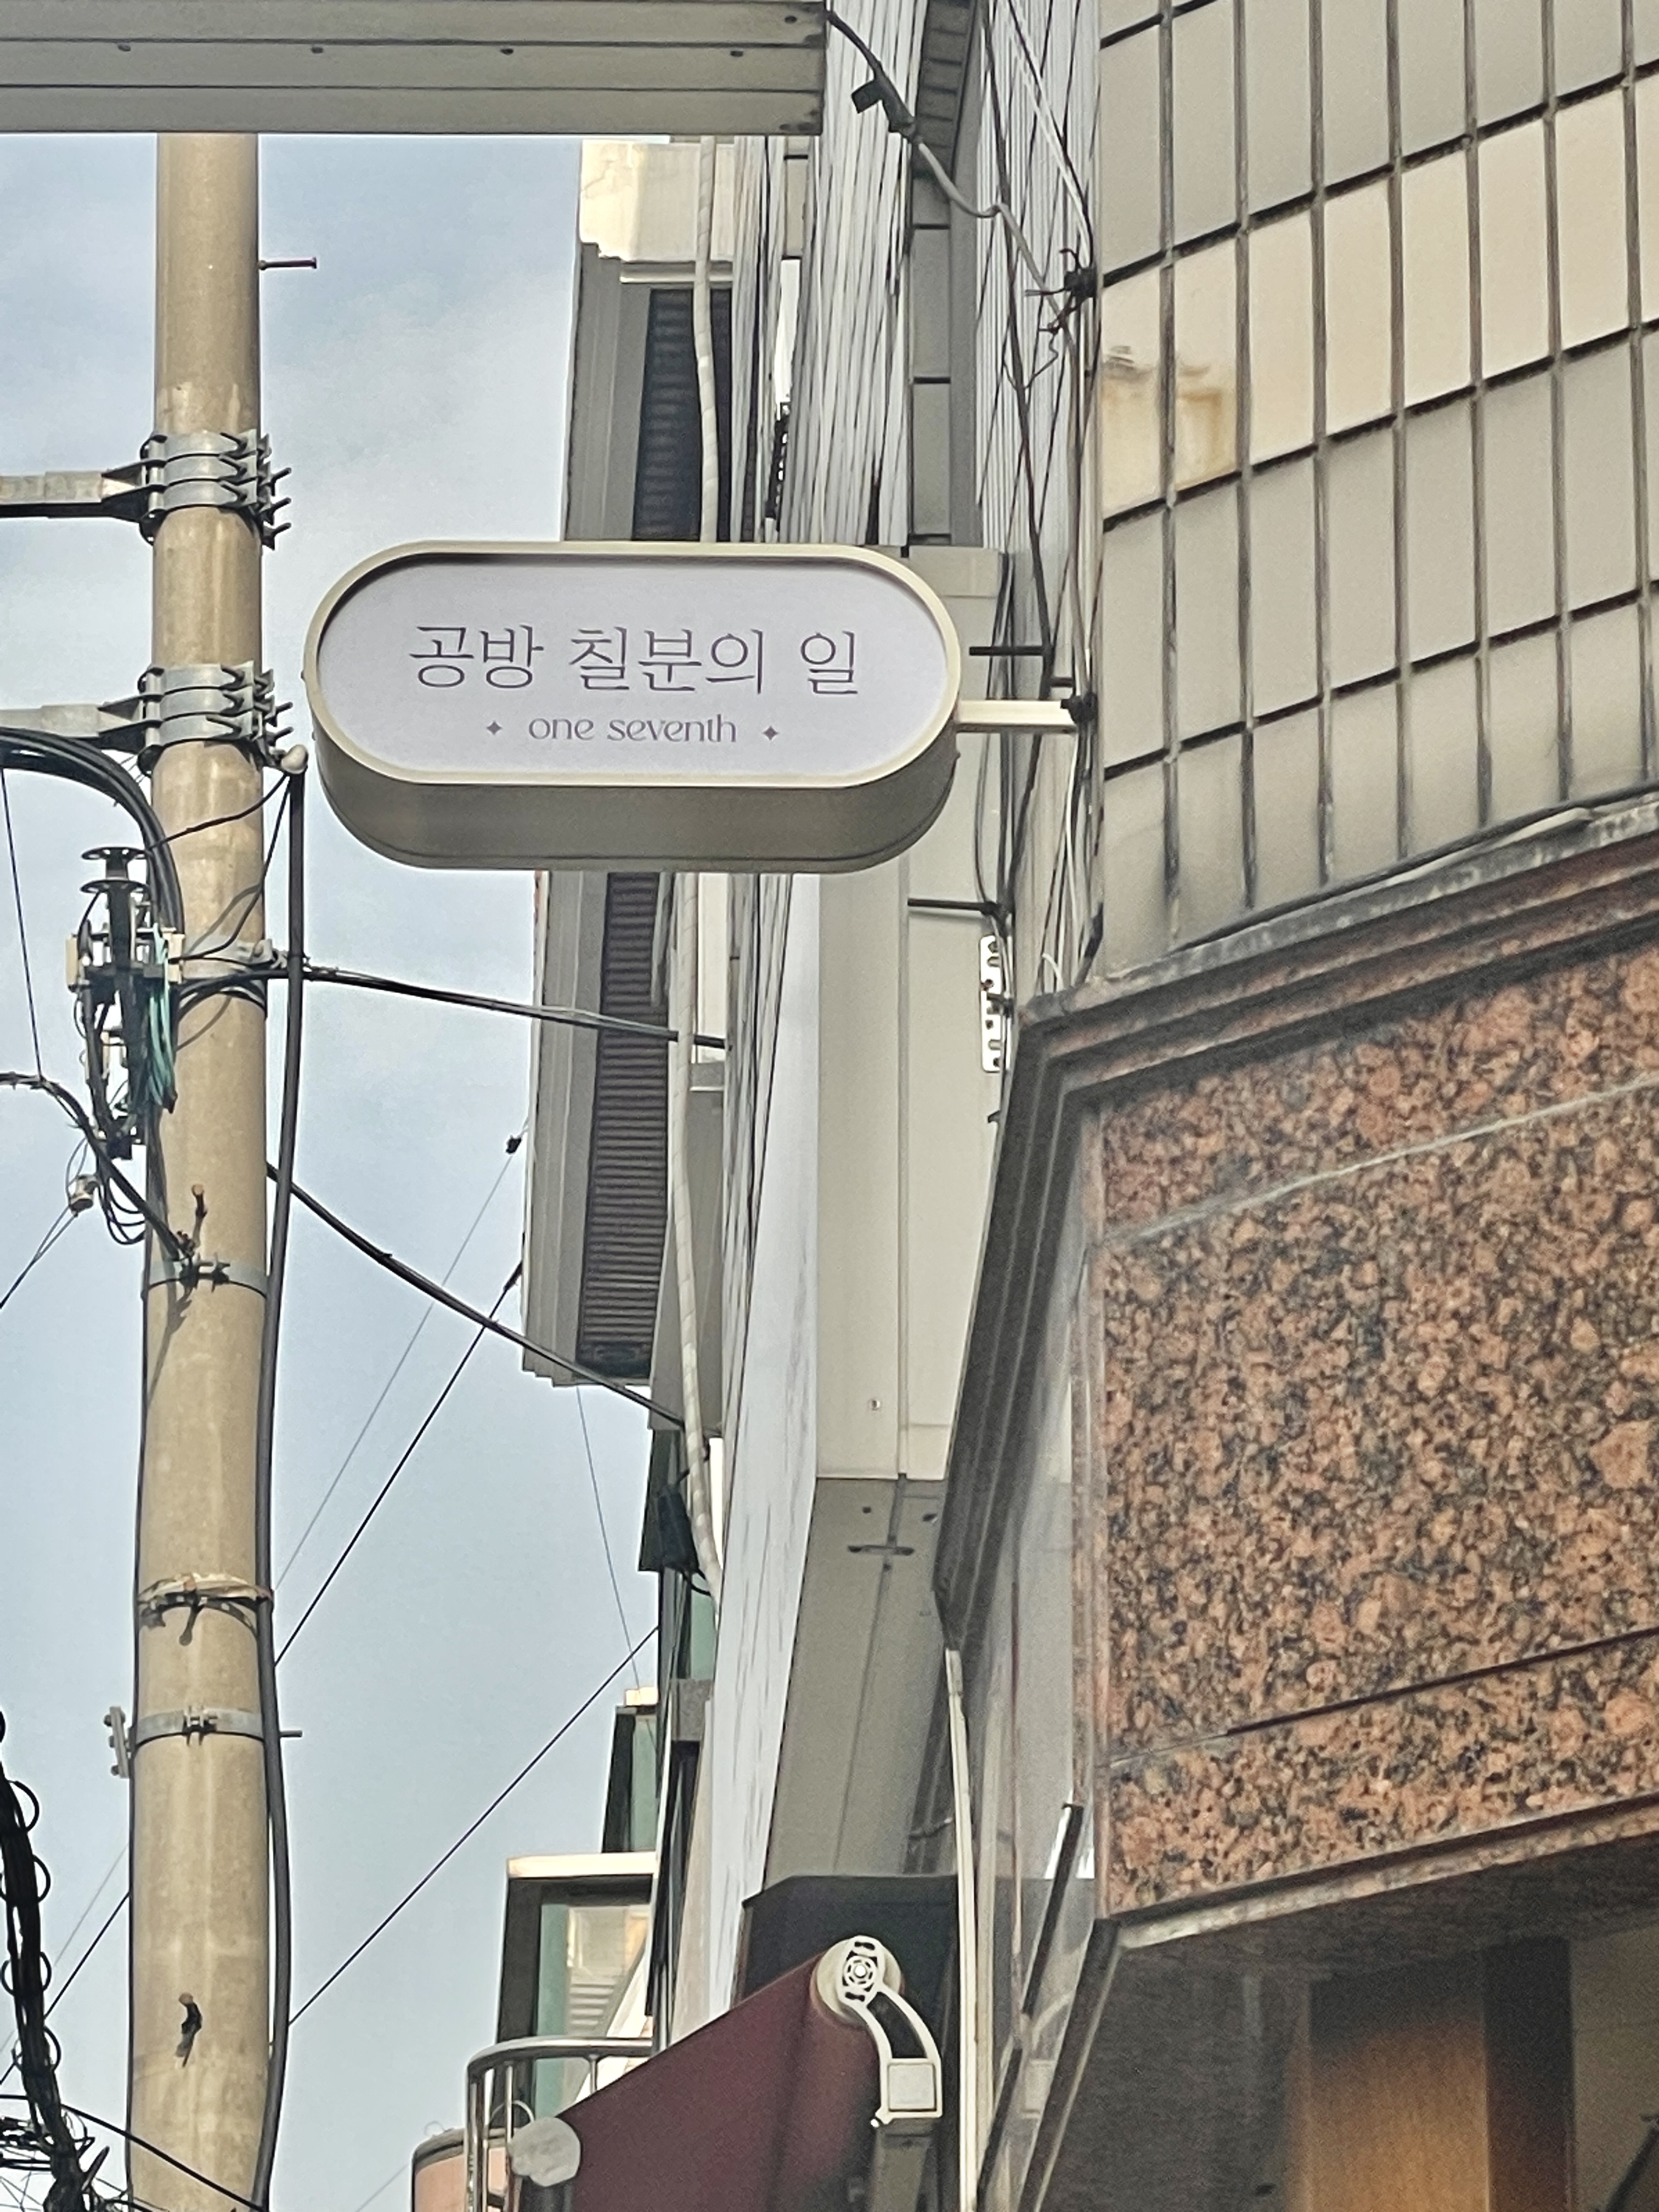 공방 칠분의 일
✦ one seventh ✦